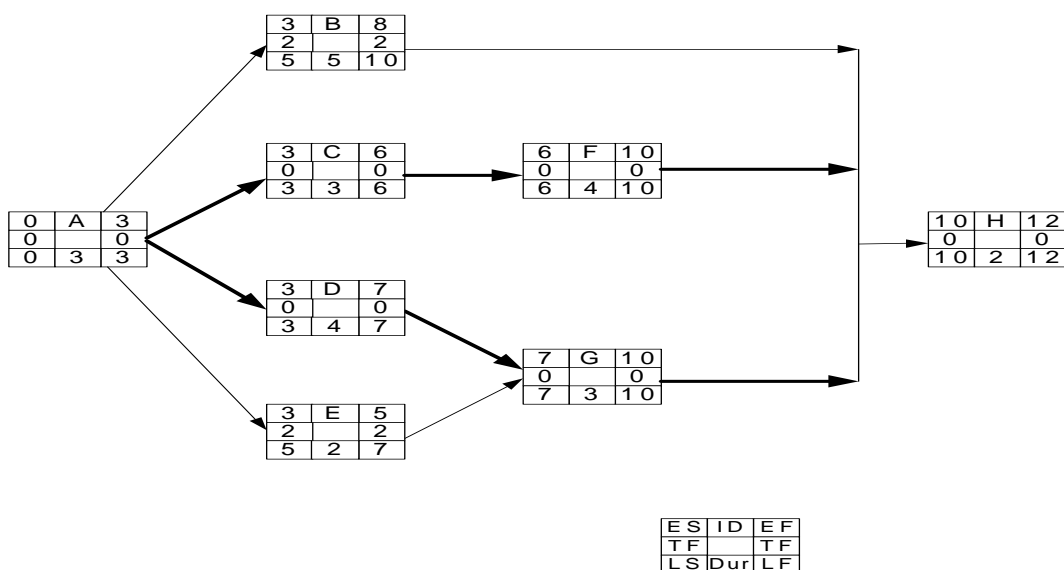 3 B 8
2 2
5 5 10
3 C 6
0 0
3 3 6
6 F 10
0 0
6 4 10
0 A 3
0 0
0 3 3
10 H 12
0 0
10 2 12
3 D 7
0 0
3 4 7
7 G 10
0 0
7 3 10
3 E 5
2 2
5 2 7
ES ID EF
TF TF
LS Dur LF